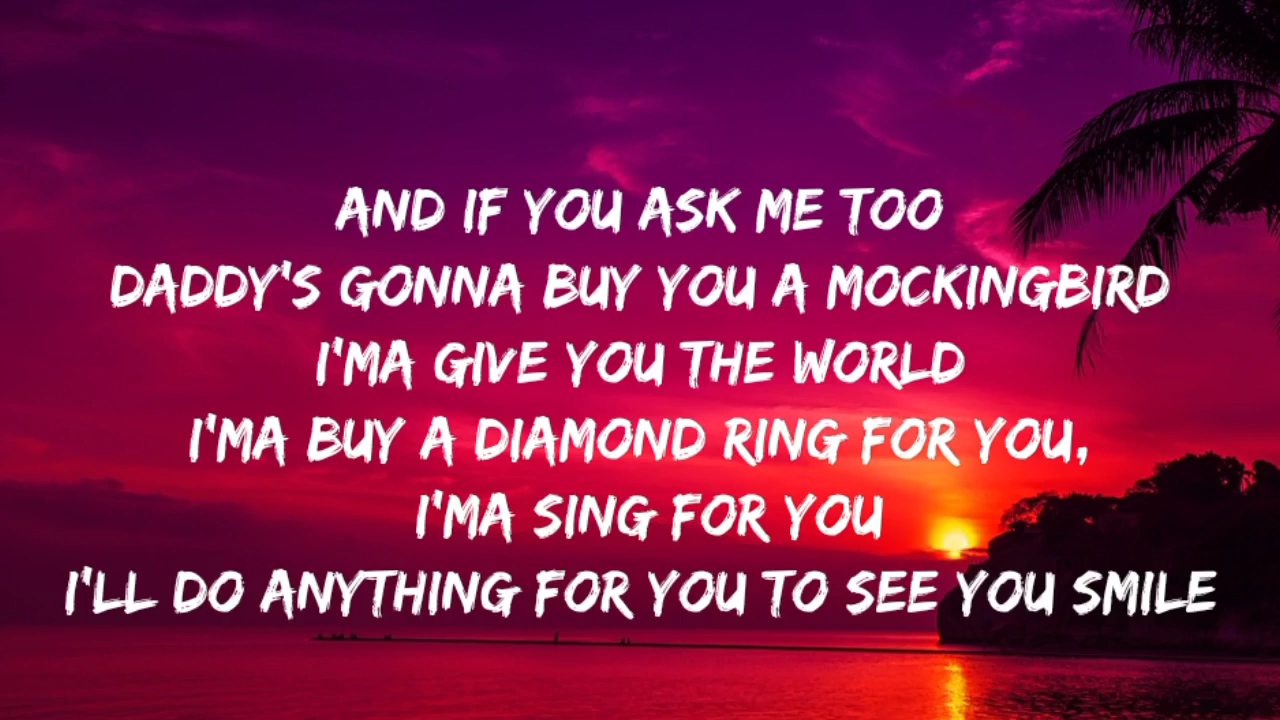 AND IF YOU ASK ME TOO
DADDY'S GONNA BUY YOU A MOCKINGBIRD
I'MA GIVE YOU THE WORLD
I'MA BUY A DIAMOND RING FOR YOU,
I'MA SING FOR YOU
I'LL DO ANYTHING FOR YOU TO SEE YOU SMILE